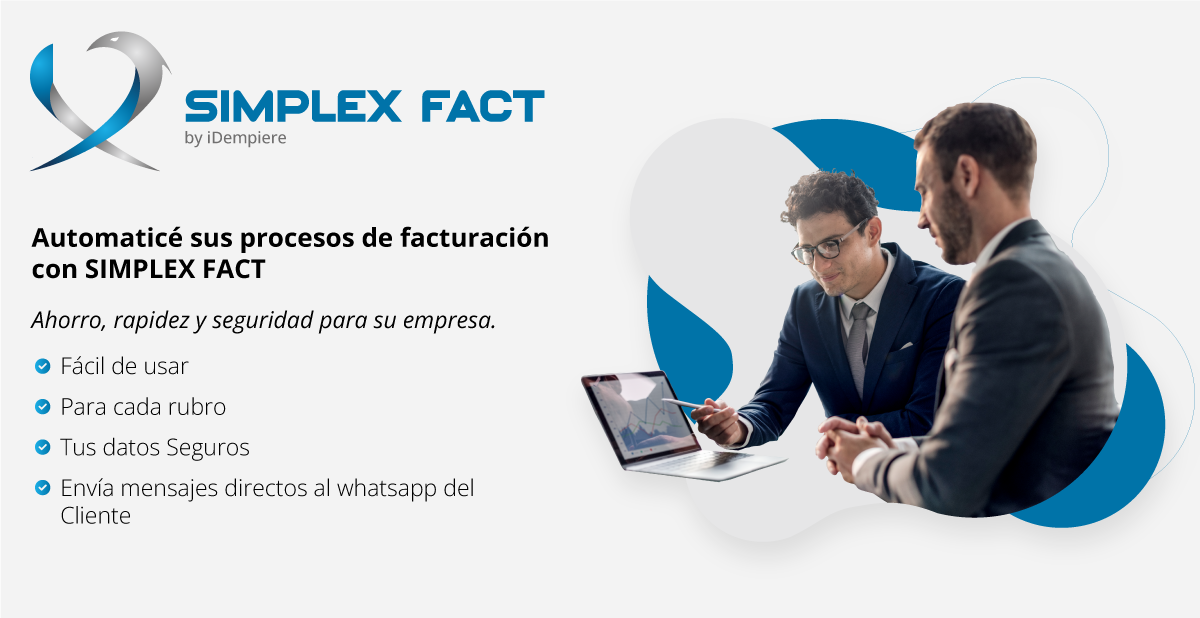 SIMPLEX FACT
by iDempiere
Automaticé sus procesos de facturación
con SIMPLEX FACT
Ahorro, rapidez y seguridad para su empresa.
Fácil de usar
Para cada rubro
Tus datos Seguros
Envía mensajes directos al whatsapp del
Cliente